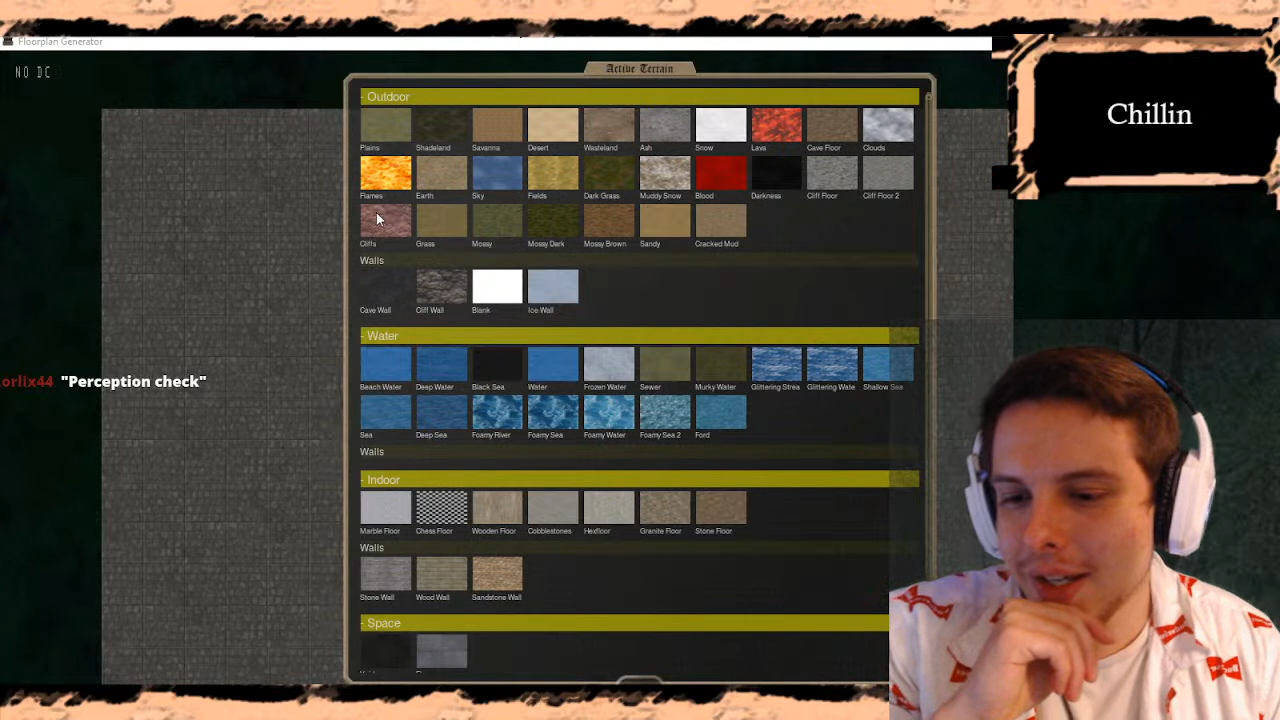 Floorplan Generator
NO DC
Active Terrain
Chillin
- Outdoor
Plains Shadeland Savanna Desert Wasteland Ash Snow Lava Cave Floor Clouds
Flames Earth Sky Fields Dark Grass Muddy Snow Blood Darkness Cliff Floor Cliff Floor 2
Cliffs Grass Mossy Mossy Dark Mossy Brown Sandy Cracked Mud
Walls
Cave Wall Cliff Wall Blank Ice Wall
- Water
Beach Water Deep Water Black Sea Water Frozen Water Sewer Murky Water Glittering Strea Glittering Wate Shallow Sea
orlix44 "Perception check"
Sea Deep Sea Foamy River Foamy Sea Foamy Water Foamy Sea 2 Ford
Walls
- Indoor
Marble Floor Chess Floor Wooden Floor Cobblestones Hexfloor Granite Floor Stone Floor
Walls
Stone Wall Wood Wall Sandstone Wall
- Space